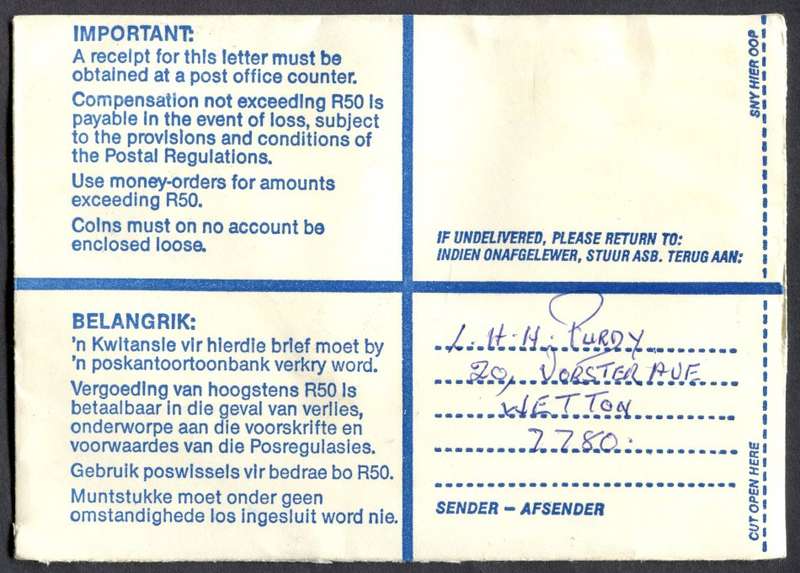 IMPORTANT:
A receipt for this letter must be
obtained at a post office counter.
Compensation not exceeding R50 is
payable in the event of loss, subject
to the provisions and conditions of
the Postal Regulations.
Use money-orders for amounts
exceeding R50.
Coins must on no account be
enclosed loose.
IF UNDELIVERED, PLEASE RETURN TO:
INDIEN ONAFGELEWER, STUUR ASB. TERUG AAN:
SNY HIER OOP
BELANGRIK:
'n Kwitansie vir hierdie brief moet by
'n poskantoortoonbank verkry word.
Vergoeding van hoogstens R50 is
betaalbaar in die geval van verlies,
onderworpe aan die voorskrifte en
voorwaardes van die Posregulasies.
Gebruik poswissels vir bedrae bo R50.
Muntstukke moet onder geen
omstandighede los ingesluit word nie.
L.H.H. PURDY
20, VORSTER AVE
WETTON
7780.
SENDER – AFSENDER
CUT OPEN HERE